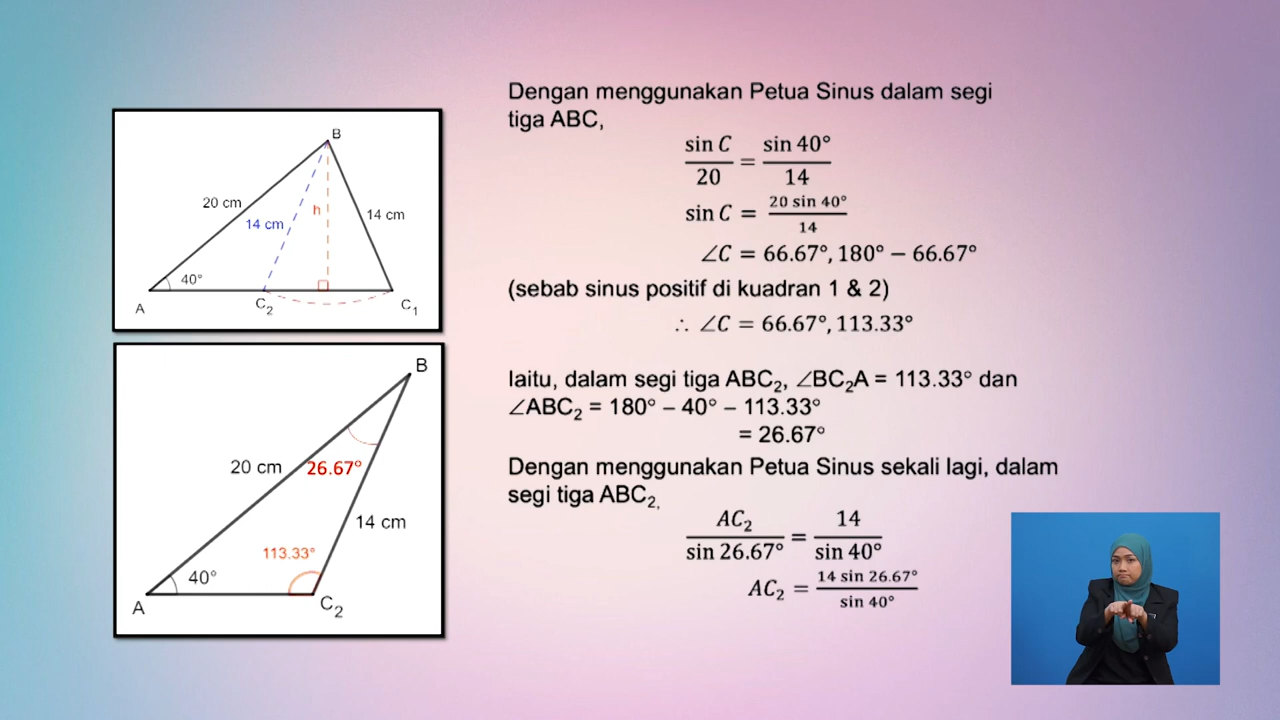 B
20 cm
14 cm
h
14 cm
40°
A
C₂
C₁
B
20 cm
26.67°
14 cm
113.33°
40°
A
C₂
Dengan menggunakan Petua Sinus dalam segi
tiga ABC,
sin C / 20 = sin 40° / 14
sin C = 20 sin 40° / 14
∠C = 66.67°, 180° − 66.67°
(sebab sinus positif di kuadran 1 & 2)
∴ ∠C = 66.67°, 113.33°
Iaitu, dalam segi tiga ABC₂, ∠BC₂A = 113.33° dan
∠ABC₂ = 180° – 40° – 113.33°
= 26.67°
Dengan menggunakan Petua Sinus sekali lagi, dalam
segi tiga ABC₂,
AC₂ / sin 26.67° = 14 / sin 40°
AC₂ = 14 sin 26.67° / sin 40°